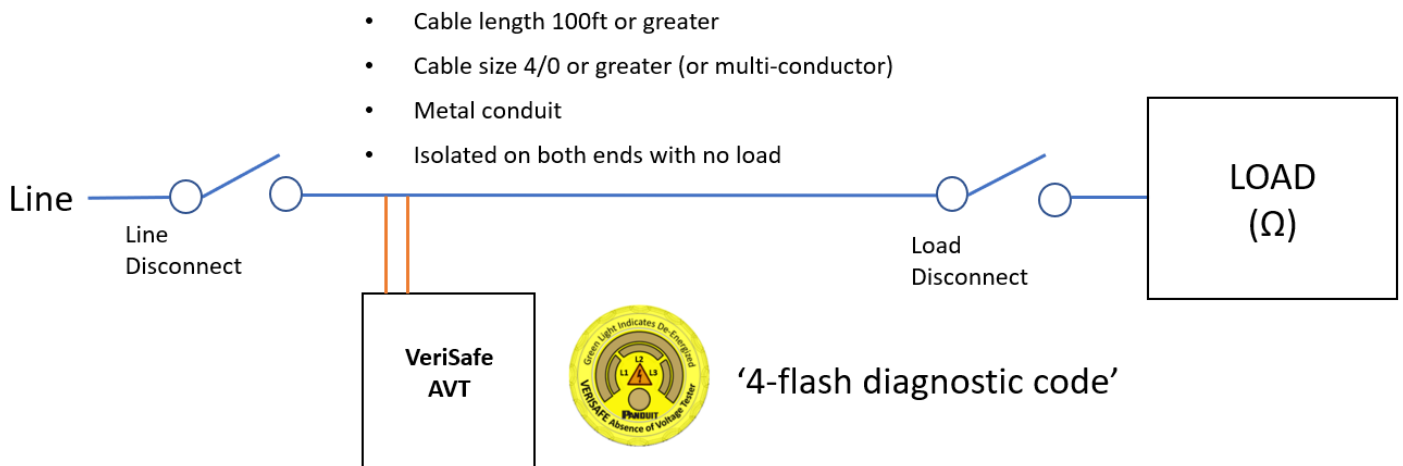 • Cable length 100ft or greater
• Cable size 4/0 or greater (or multi-conductor)
• Metal conduit
• Isolated on both ends with no load
Line
Line
Disconnect
Load
Disconnect
LOAD
(Ω)
VeriSafe
AVT
Green Light Indicates De-Energized
L2
L1
L3
PANDUIT
VERISAFE Absence of Voltage Tester
‘4-flash diagnostic code’